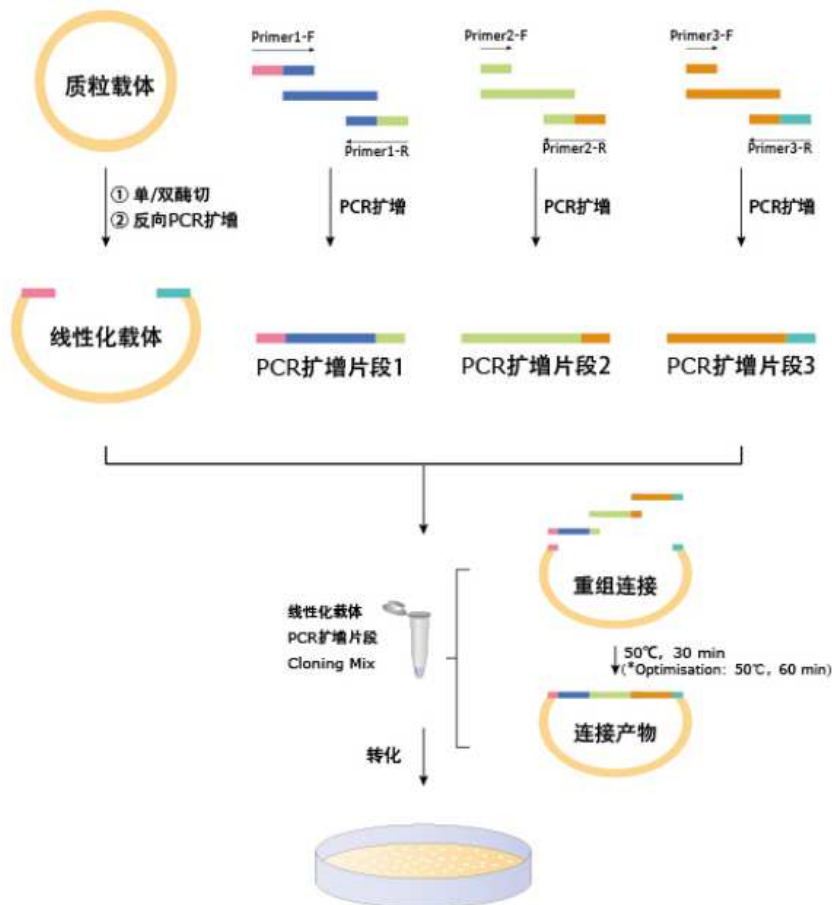 Primer1-F
Primer2-F
Primer3-F
质粒载体
Primer1-R
Primer2-R
Primer3-R
① 单/双酶切
② 反向PCR扩增
PCR扩增
PCR扩增
PCR扩增
线性化载体
PCR扩增片段1
PCR扩增片段2
PCR扩增片段3
重组连接
线性化载体
PCR扩增片段
Cloning Mix
50℃, 30 min
(*Optimisation: 50℃, 60 min)
连接产物
转化